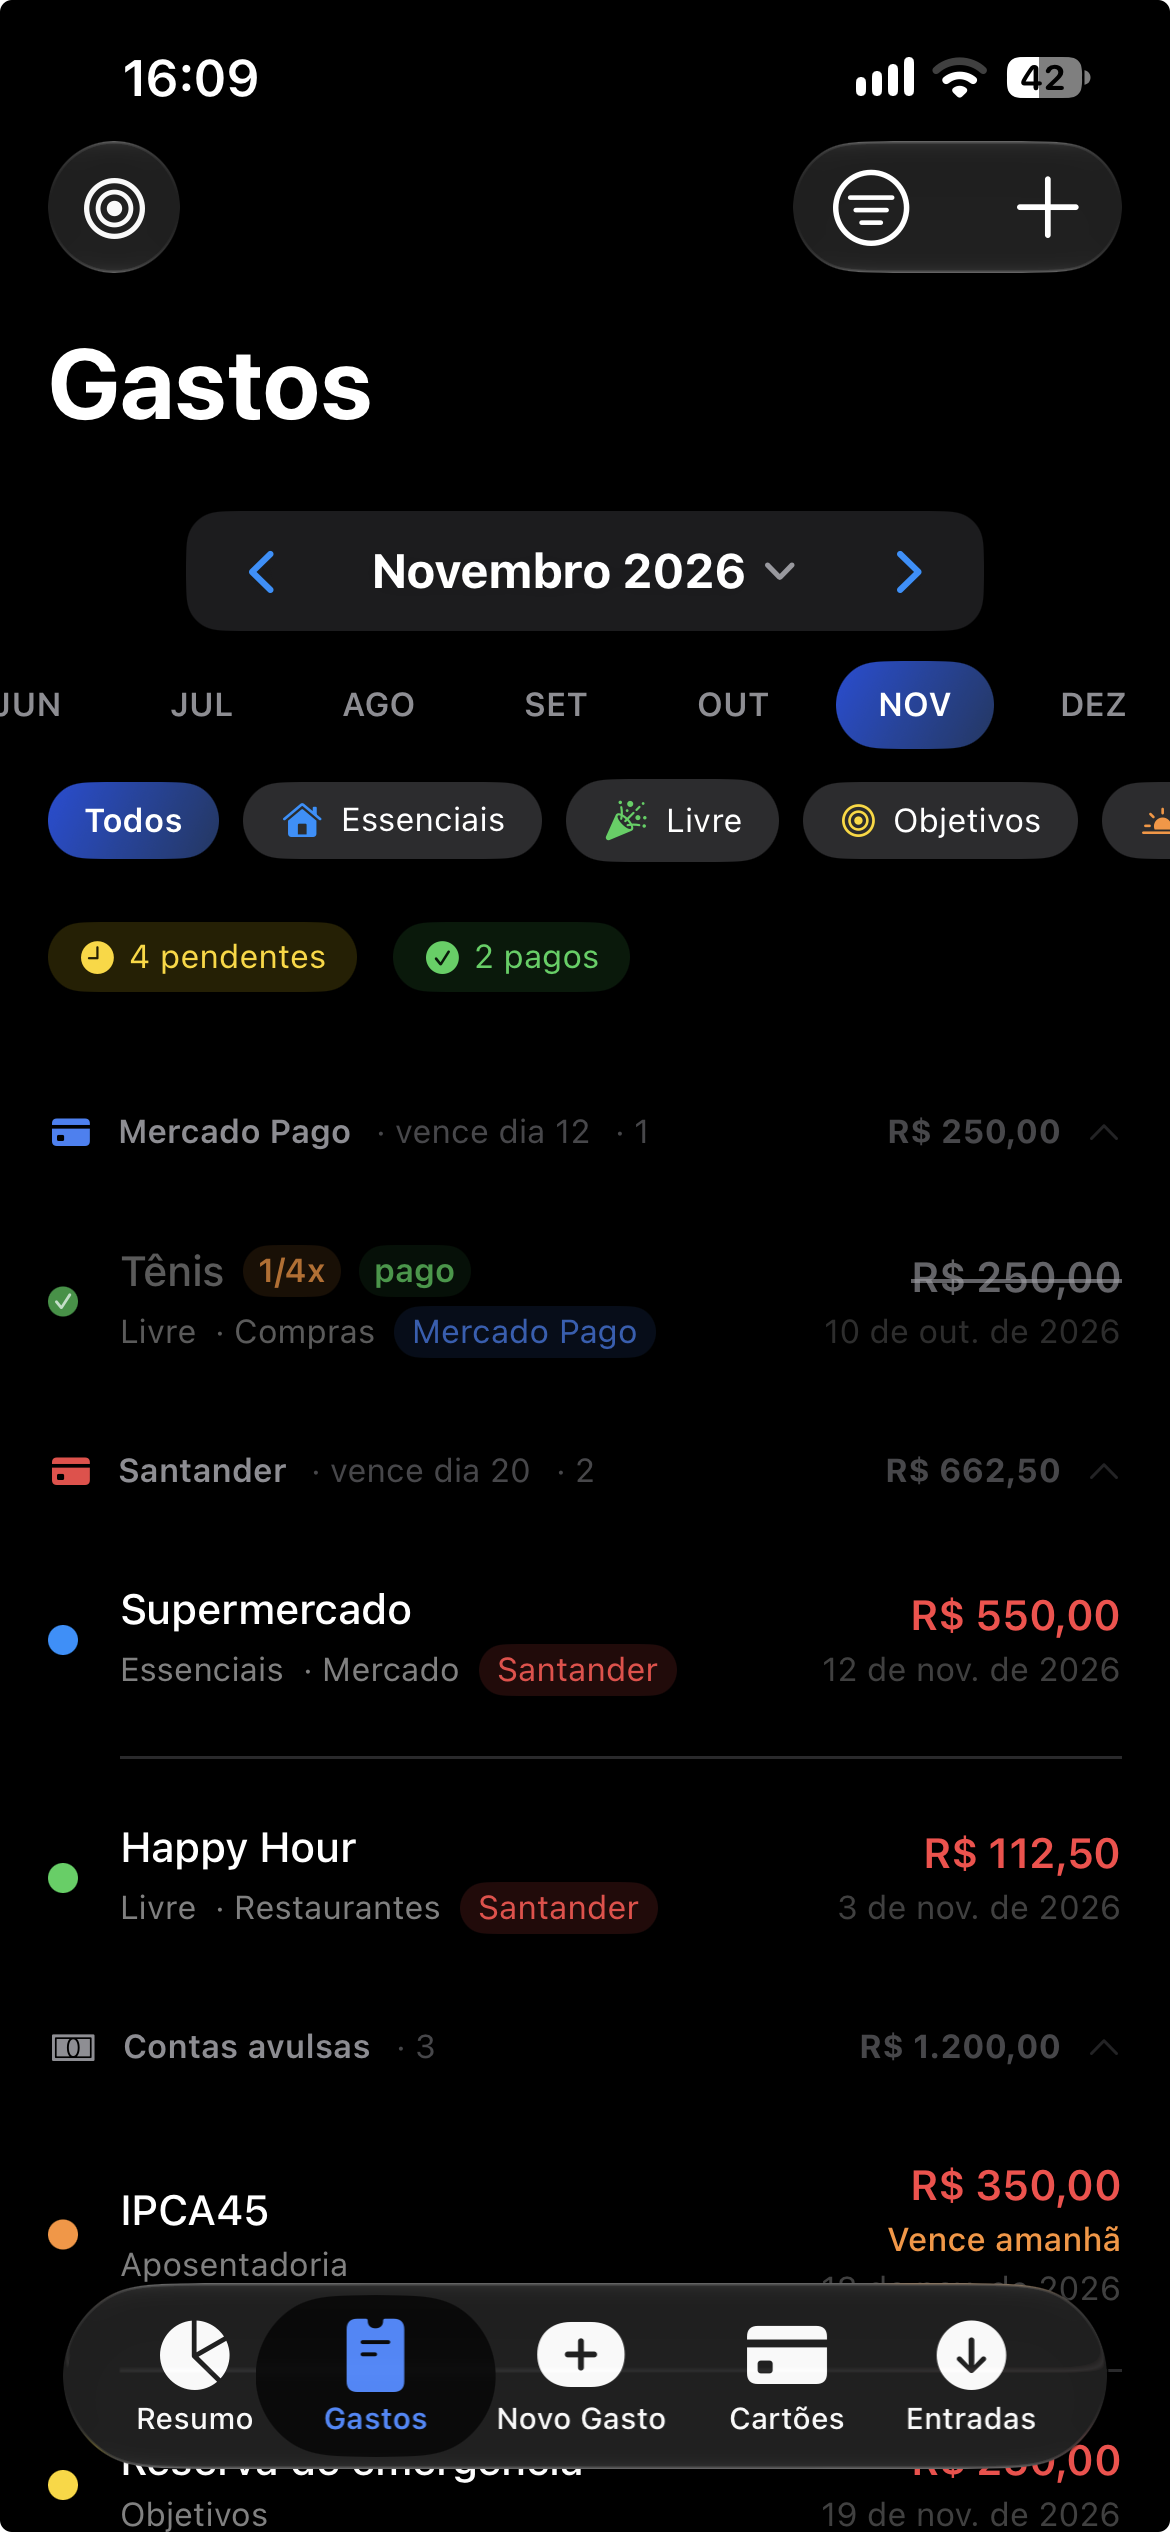 16:09
42
Gastos
Novembro 2026
JUN JUL AGO SET OUT NOV DEZ
Todos Essenciais Livre Objetivos
4 pendentes 2 pagos
Mercado Pago · vence dia 12 · 1 R$ 250,00
Tênis 1/4x pago R$ 250,00
Livre · Compras Mercado Pago 10 de out. de 2026
Santander · vence dia 20 · 2 R$ 662,50
Supermercado R$ 550,00
Essenciais · Mercado Santander 12 de nov. de 2026
Happy Hour R$ 112,50
Livre · Restaurantes Santander 3 de nov. de 2026
Contas avulsas · 3 R$ 1.200,00
IPCA45 R$ 350,00
Vence amanhã
Aposentadoria
2026
Resumo Gastos Novo Gasto Cartões Entradas
Reserva de emergência
Objetivos 19 de nov. de 2026